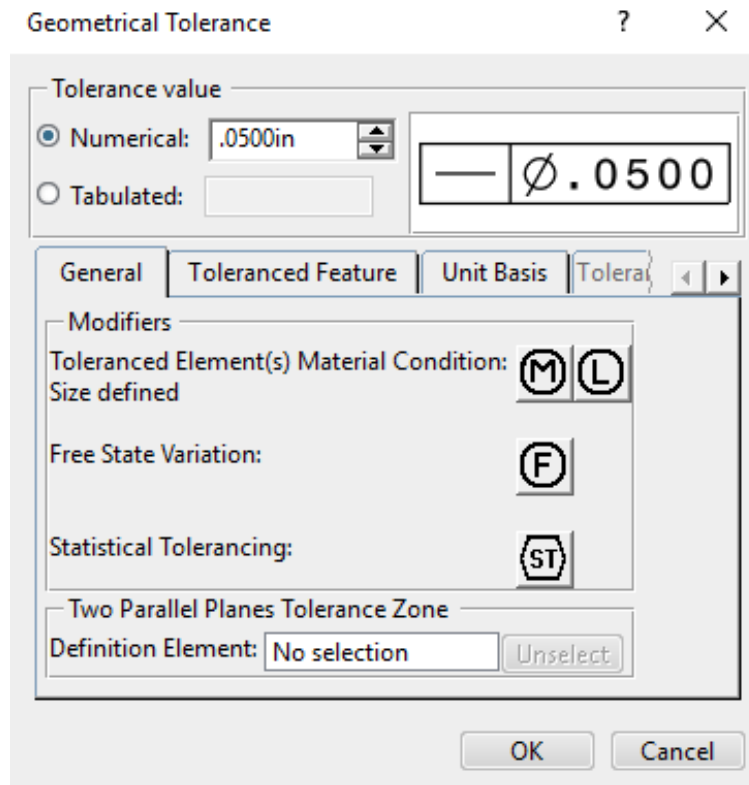 Geometrical Tolerance ? ×
Tolerance value
Numerical: .0500in
⌀.0500
Tabulated:
General Toleranced Feature Unit Basis Tolera
Modifiers
Toleranced Element(s) Material Condition: M L
Size defined
Free State Variation: F
Statistical Tolerancing: ST
Two Parallel Planes Tolerance Zone
Definition Element: No selection Unselect
OK Cancel